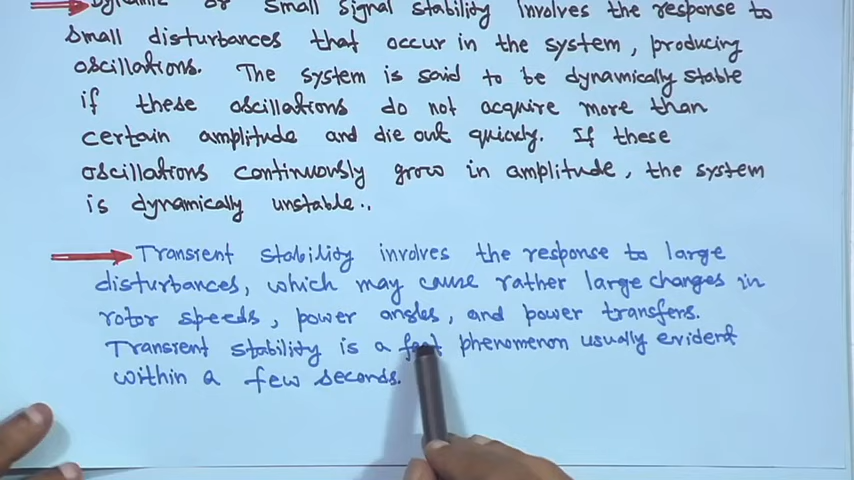 Dynamic or small signal stability involves the response to
small disturbances that occur in the system, producing
oscillations. The system is said to be dynamically stable
if these oscillations do not acquire more than
certain amplitude and die out quickly. If these
oscillations continuously grow in amplitude, the system
is dynamically unstable..
Transient stability involves the response to large
disturbances, which may cause rather large changes in
rotor speeds, power angles, and power transfers.
Transient stability is a fast phenomenon usually evident
within a few seconds.